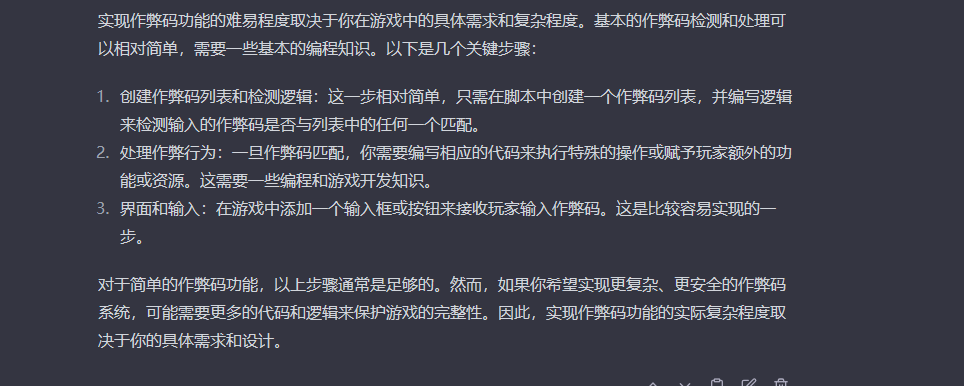 实现作弊码功能的难易程度取决于你在游戏中的具体需求和复杂程度。基本的作弊码检测和处理可
以相对简单，需要一些基本的编程知识。以下是几个关键步骤：
1. 创建作弊码列表和检测逻辑：这一步相对简单，只需在脚本中创建一个作弊码列表，并编写逻辑
来检测输入的作弊码是否与列表中的任何一个匹配。
2. 处理作弊行为：一旦作弊码匹配，你需要编写相应的代码来执行特殊的操作或赋予玩家额外的功
能或资源。这需要一些编程和游戏开发知识。
3. 界面和输入：在游戏中添加一个输入框或按钮来接收玩家输入作弊码。这是比较容易实现的一
步。
对于简单的作弊码功能，以上步骤通常是足够的。然而，如果你希望实现更复杂、更安全的作弊码
系统，可能需要更多的代码和逻辑来保护游戏的完整性。因此，实现作弊码功能的实际复杂程度取
决于你的具体需求和设计。